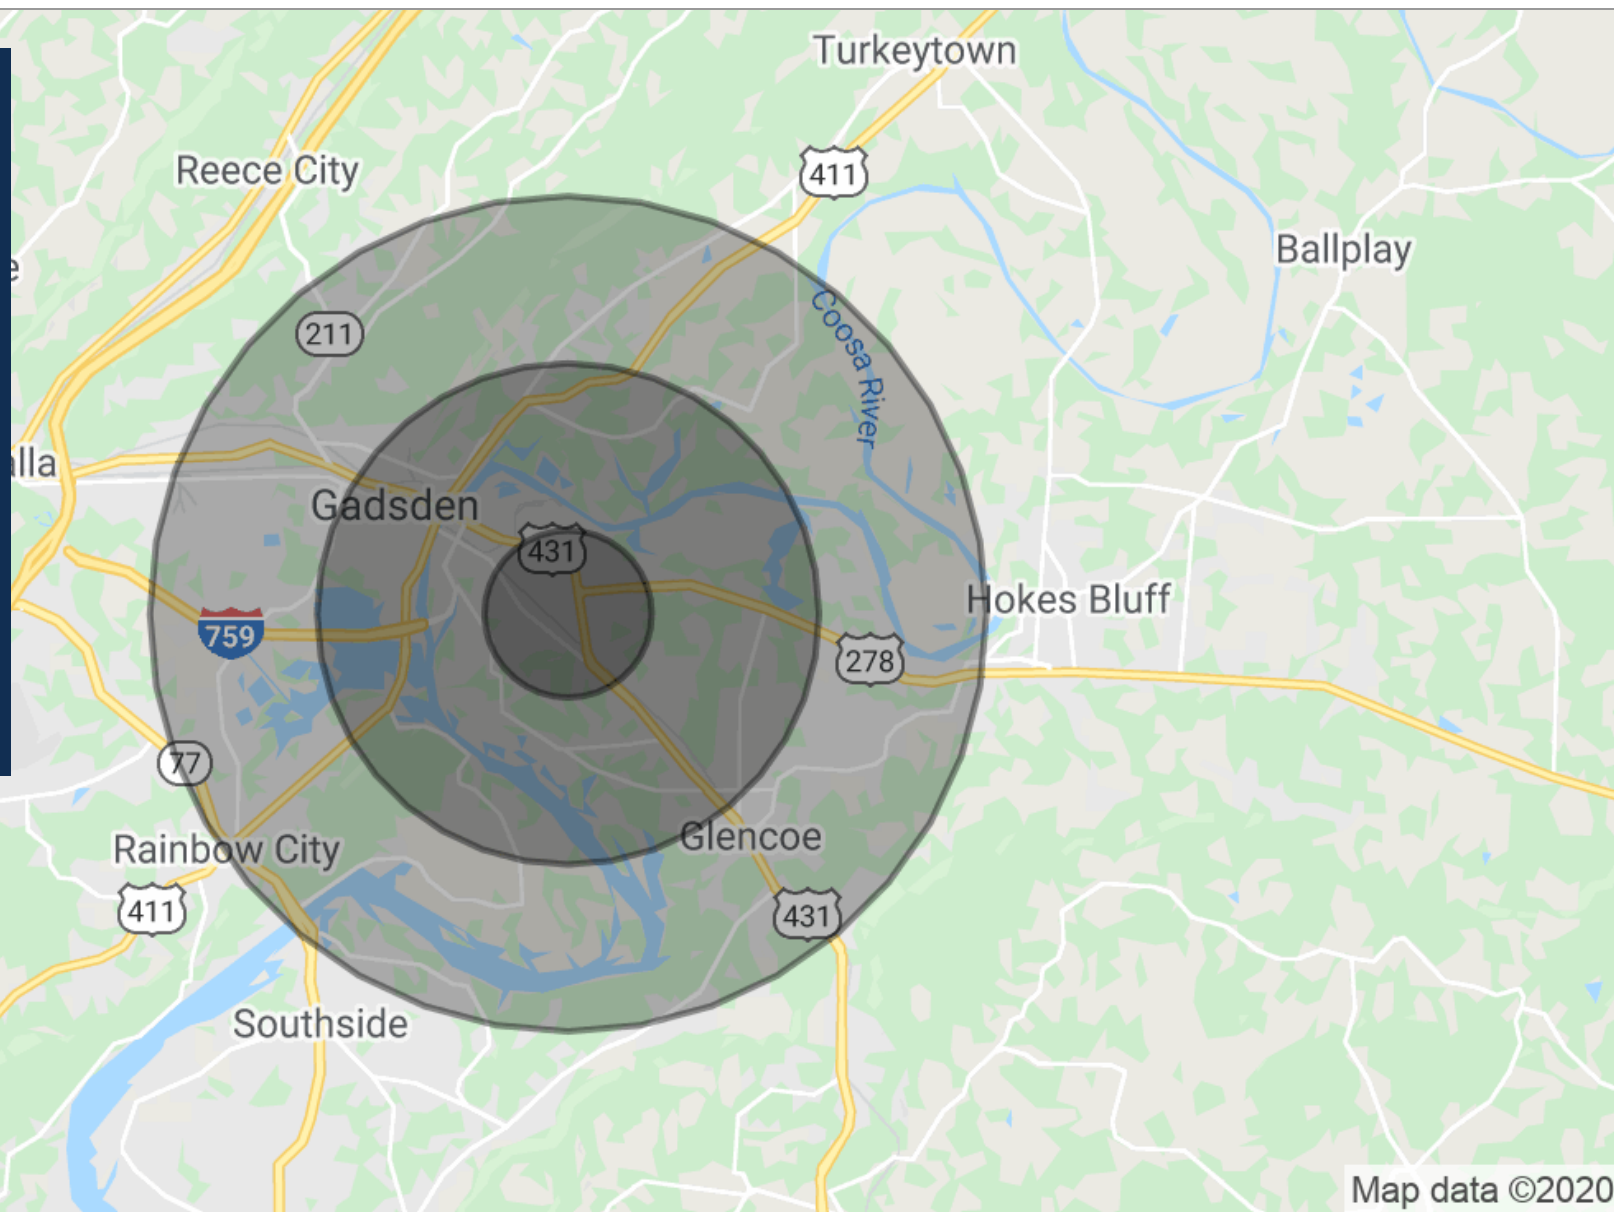 Turkeytown
411
Reece City
Ballplay
211
Coosa River
Gadsden
431
Hokes Bluff
759
278
77
Glencoe
Rainbow City
411
431
Southside
Map data ©2020